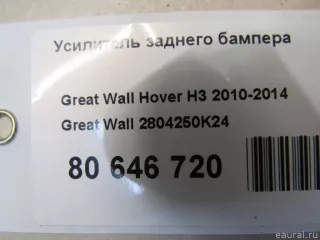 Усилитель заднего бампера
Great Wall Hover H3 2010-2014
Great Wall 2804250K24
80 646 720
eaural.ru